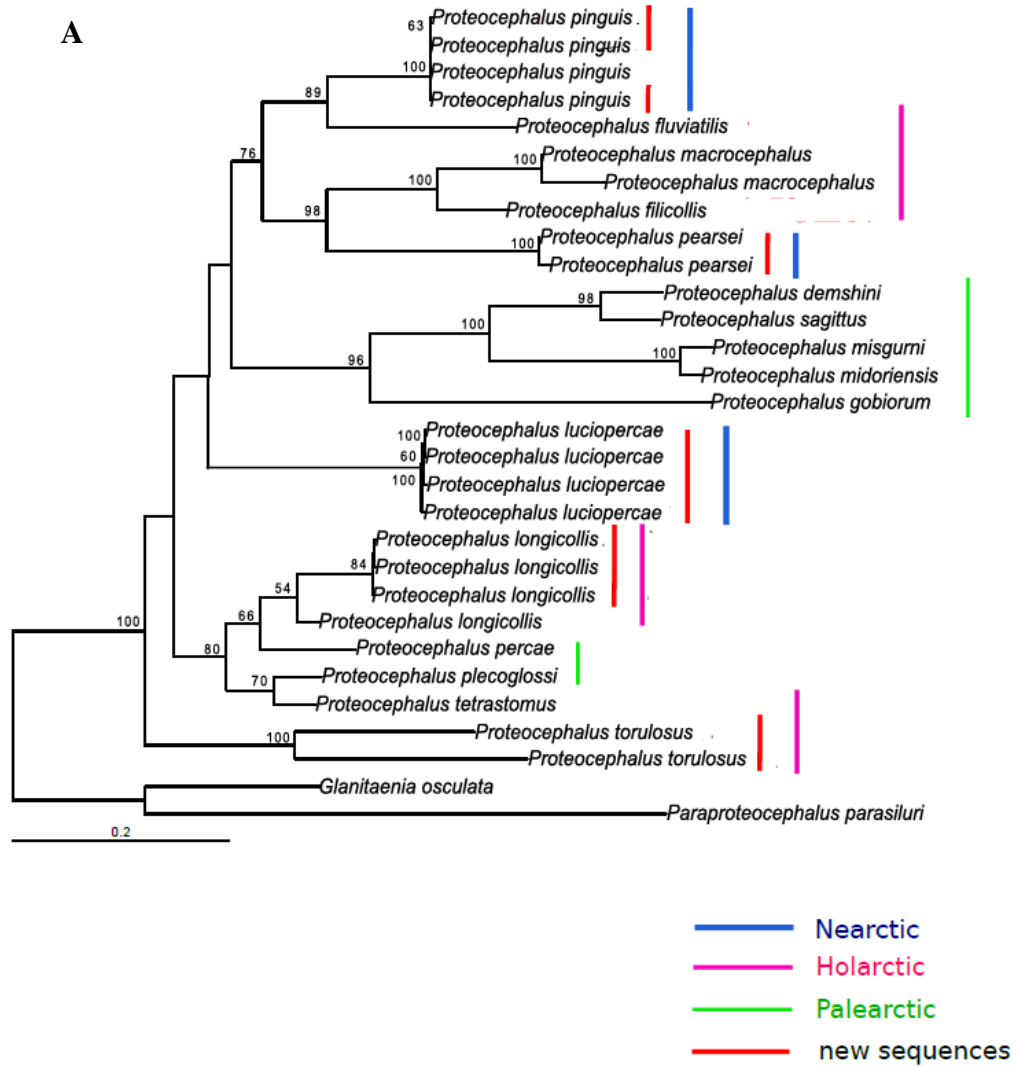 A
63
Proteocephalus pinguis .
Proteocephalus pinguis
100
Proteocephalus pinguis
89
Proteocephalus pinguis
Proteocephalus fluviatilis
76
100
Proteocephalus macrocephalus
100
Proteocephalus macrocephalus
98
Proteocephalus filicollis
100
Proteocephalus pearsei
Proteocephalus pearsei
98
Proteocephalus demshini
100
Proteocephalus sagittus
96
100
Proteocephalus misgurni
Proteocephalus midoriensis
Proteocephalus gobiorum
100
Proteocephalus luciopercae
60
Proteocephalus luciopercae
100
Proteocephalus luciopercae
Proteocephalus luciopercae
Proteocephalus longicollis .
84
Proteocephalus longicollis
54
Proteocephalus longicollis
66
Proteocephalus longicollis
100
80
Proteocephalus percae
70
Proteocephalus plecoglossi
Proteocephalus tetrastomus
100
Proteocephalus torulosus
Proteocephalus torulosus
Glanitaenia osculata
Paraproteocephalus parasiluri
0.2
Nearctic
Holarctic
Palearctic
new sequences